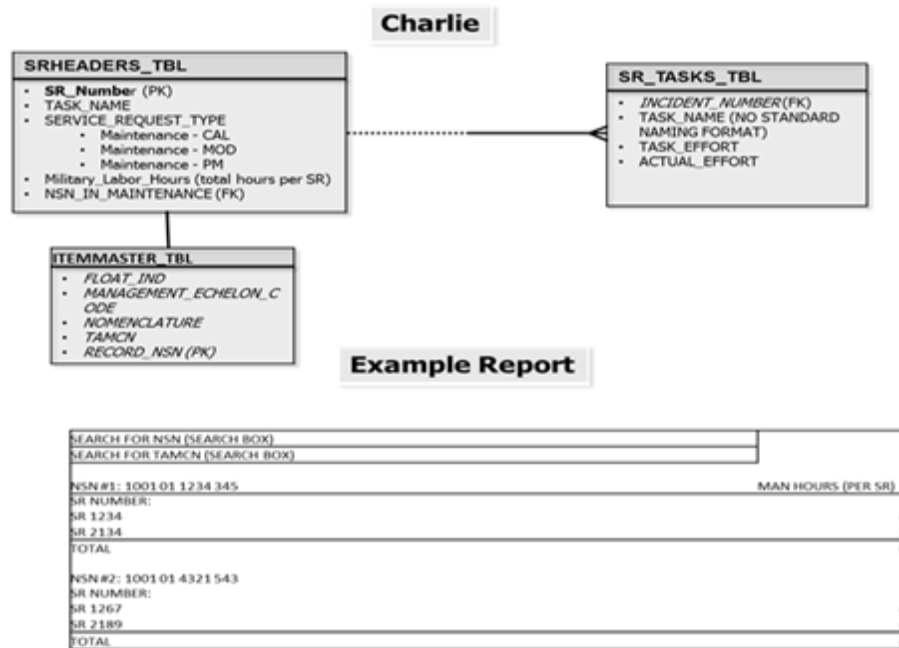 Charlie
SRHEADERS_TBL
• SR_Number (PK)
• TASK_NAME
• SERVICE_REQUEST_TYPE
• Maintenance - CAL
• Maintenance - MOD
• Maintenance - PM
• Military_Labor_Hours (total hours per SR)
• NSN_IN_MAINTENANCE (FK)
SR_TASKS_TBL
• INCIDENT_NUMBER(FK)
• TASK_NAME (NO STANDARD
NAMING FORMAT)
• TASK_EFFORT
• ACTUAL_EFFORT
ITEMMASTER_TBL
• FLOAT_IND
• MANAGEMENT_ECHELON_C
ODE
• NOMENCLATURE
• TAMCN
• RECORD_NSN (PK)
Example Report
SEARCH FOR NSN (SEARCH BOX)
SEARCH FOR TAMCN (SEARCH BOX)
NSN #1: 1001 01 1234 345 MAN HOURS (PER SR)
SR NUMBER:
SR 1234
SR 2134
TOTAL
NSN #2: 1001 01 4321 543
SR NUMBER:
SR 1267
SR 2189
TOTAL